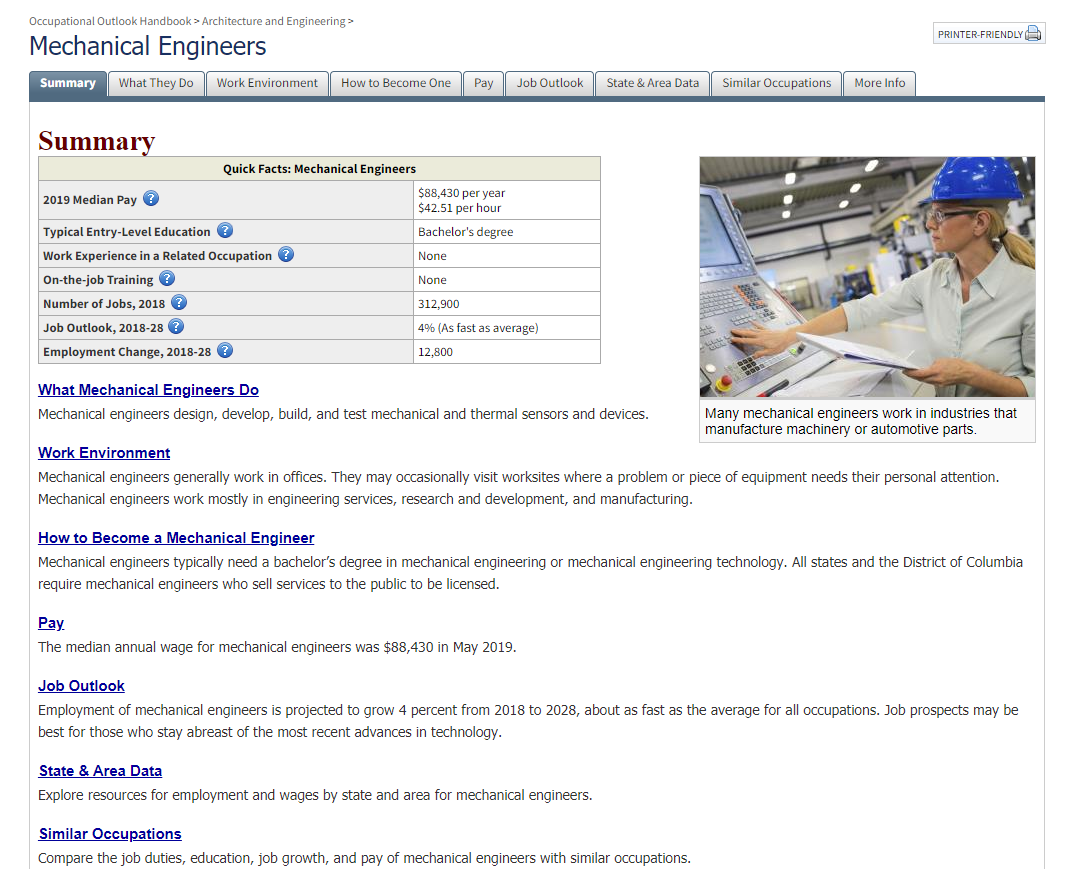 Occupational Outlook Handbook > Architecture and Engineering >
Mechanical Engineers
PRINTER-FRIENDLY
Summary
What They Do
Work Environment
How to Become One
Pay
Job Outlook
State & Area Data
Similar Occupations
More Info
Summary
Quick Facts: Mechanical Engineers
2019 Median Pay ?
$88,430 per year
$42.51 per hour
Typical Entry-Level Education ?
Bachelor's degree
Work Experience in a Related Occupation ?
None
On-the-job Training ?
None
Number of Jobs, 2018 ?
312,900
Job Outlook, 2018-28 ?
4% (As fast as average)
Employment Change, 2018-28 ?
12,800
Many mechanical engineers work in industries that
manufacture machinery or automotive parts.
What Mechanical Engineers Do
Mechanical engineers design, develop, build, and test mechanical and thermal sensors and devices.
Work Environment
Mechanical engineers generally work in offices. They may occasionally visit worksites where a problem or piece of equipment needs their personal attention.
Mechanical engineers work mostly in engineering services, research and development, and manufacturing.
How to Become a Mechanical Engineer
Mechanical engineers typically need a bachelor’s degree in mechanical engineering or mechanical engineering technology. All states and the District of Columbia
require mechanical engineers who sell services to the public to be licensed.
Pay
The median annual wage for mechanical engineers was $88,430 in May 2019.
Job Outlook
Employment of mechanical engineers is projected to grow 4 percent from 2018 to 2028, about as fast as the average for all occupations. Job prospects may be
best for those who stay abreast of the most recent advances in technology.
State & Area Data
Explore resources for employment and wages by state and area for mechanical engineers.
Similar Occupations
Compare the job duties, education, job growth, and pay of mechanical engineers with similar occupations.